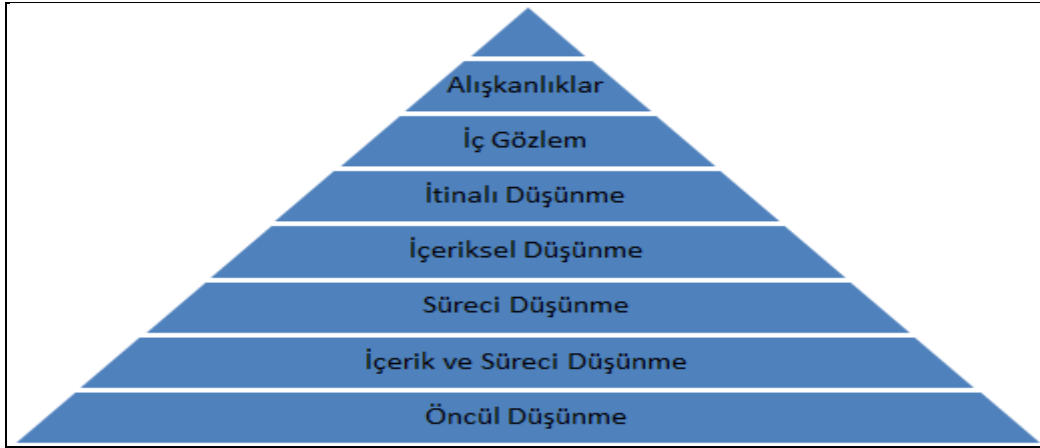 Alışkanlıklar
İç Gözlem
İtinalı Düşünme
İçeriksel Düşünme
Süreci Düşünme
İçerik ve Süreci Düşünme
Öncül Düşünme